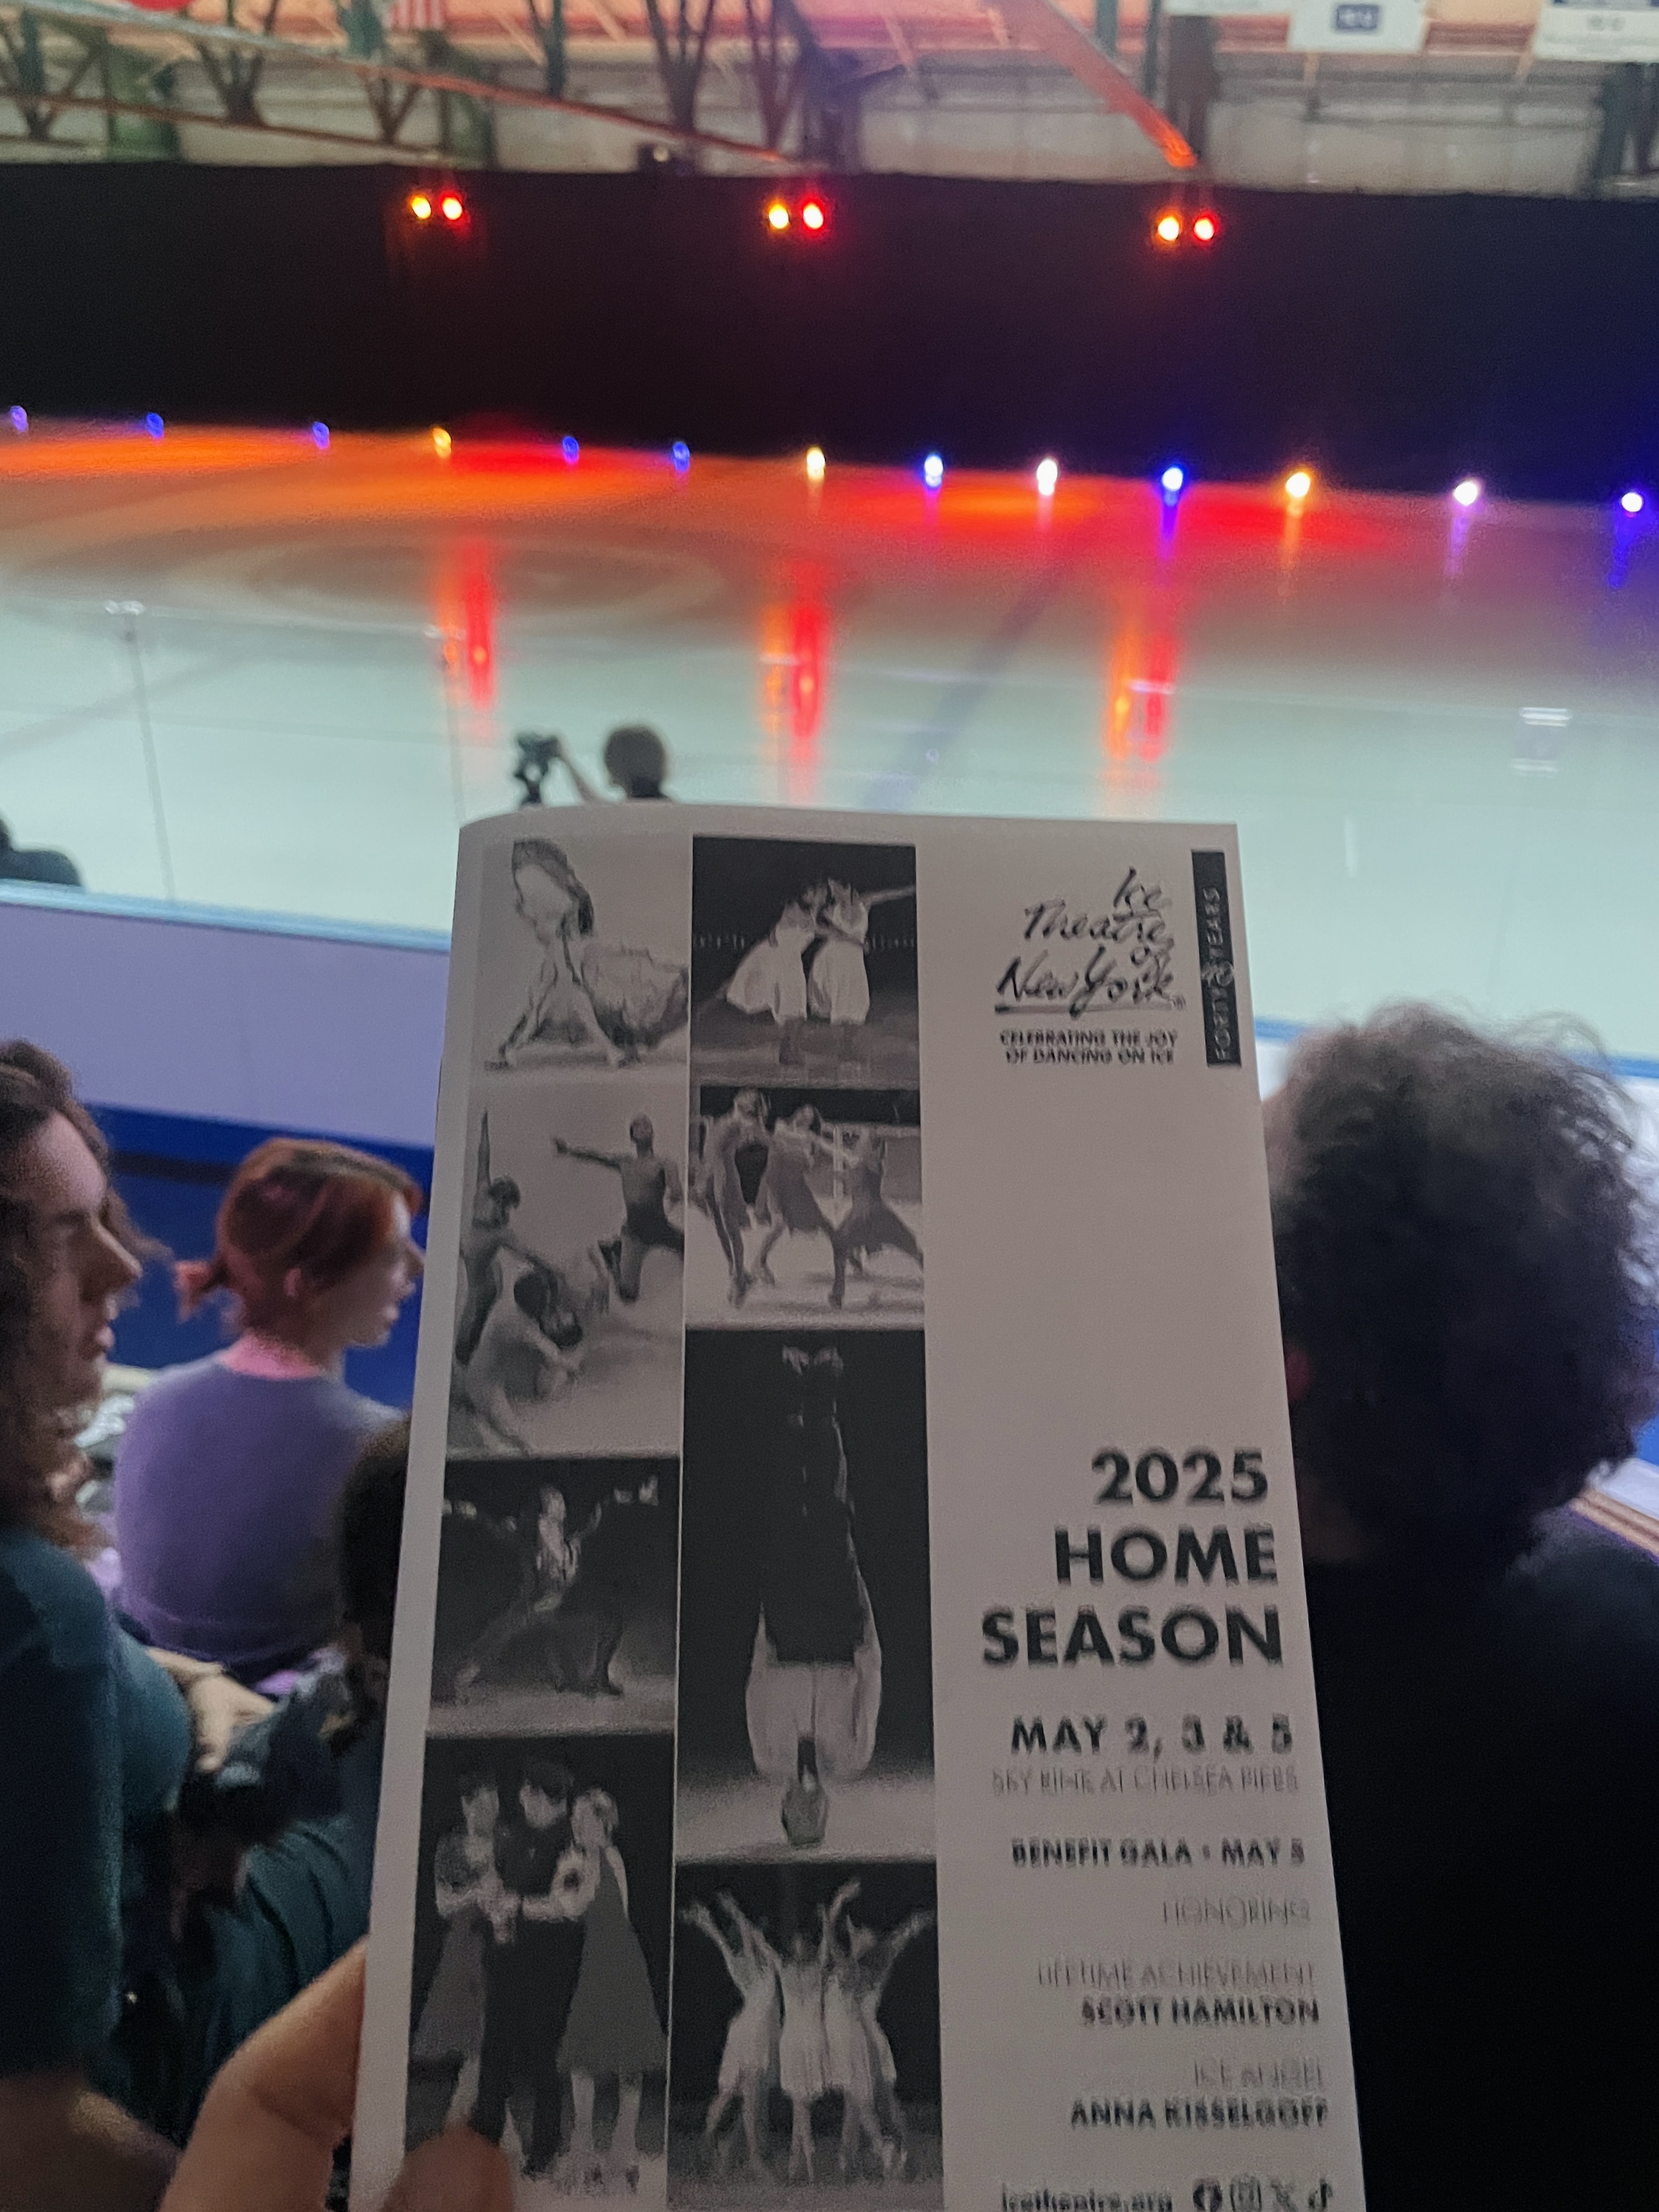 Ice
Theatre
of
New York®
CELEBRATING THE JOY
OF DANCING ON ICE
FORTY YEARS
2025
HOME
SEASON
MAY 2, 3 & 5
SKY RINK AT CHELSEA PIERS
BENEFIT GALA • MAY 5
HONORING
LIFETIME ACHIEVEMENT
SCOTT HAMILTON
ICE ANGEL
ANNA KISSELGOFF
icetheatre.org